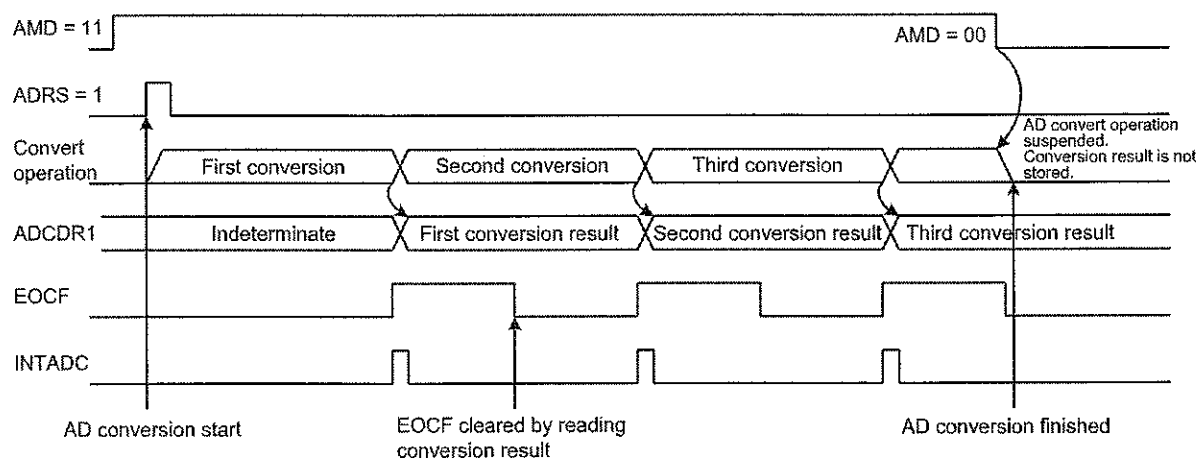 AMD = 11
AMD = 00
ADRS = 1
AD convert operation
suspended.
Conversion result is not
stored.
Convert
operation
First conversion
Second conversion
Third conversion
ADCDR1
Indeterminate
First conversion result
Second conversion result
Third conversion result
EOCF
INTADC
AD conversion start
EOCF cleared by reading
conversion result
AD conversion finished